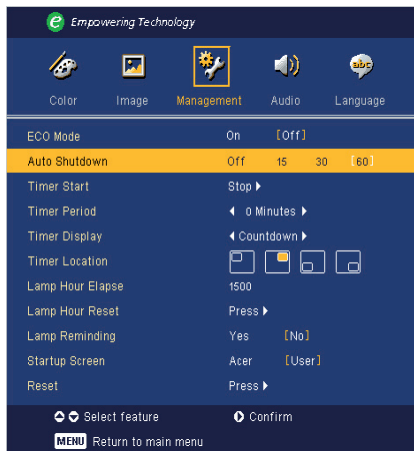 e Empowering Technology
abc
Color Image Management Audio Language
ECO Mode On [Off]
Auto Shutdown Off 15 30 [60]
Timer Start Stop
Timer Period 0 Minutes
Timer Display Countdown
Timer Location
Lamp Hour Elapse 1500
Lamp Hour Reset Press
Lamp Reminding Yes [No]
Startup Screen Acer [User]
Reset Press
Select feature Confirm
MENU Return to main menu